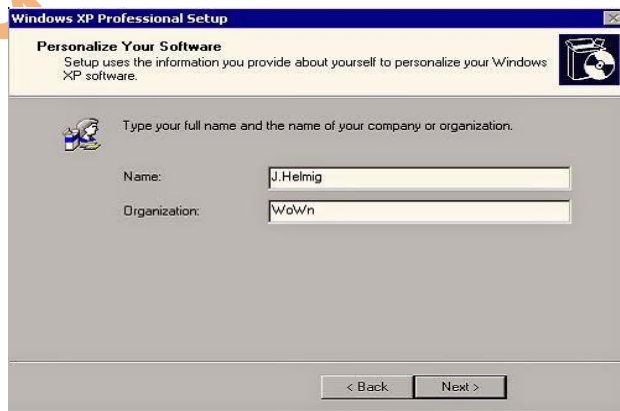 Windows XP Professional Setup
Personalize Your Software
Setup uses the information you provide about yourself to personalize your Windows
XP software.
Type your full name and the name of your company or organization.
Name:
J.Helmig
Organization:
WoWn
< Back
Next >